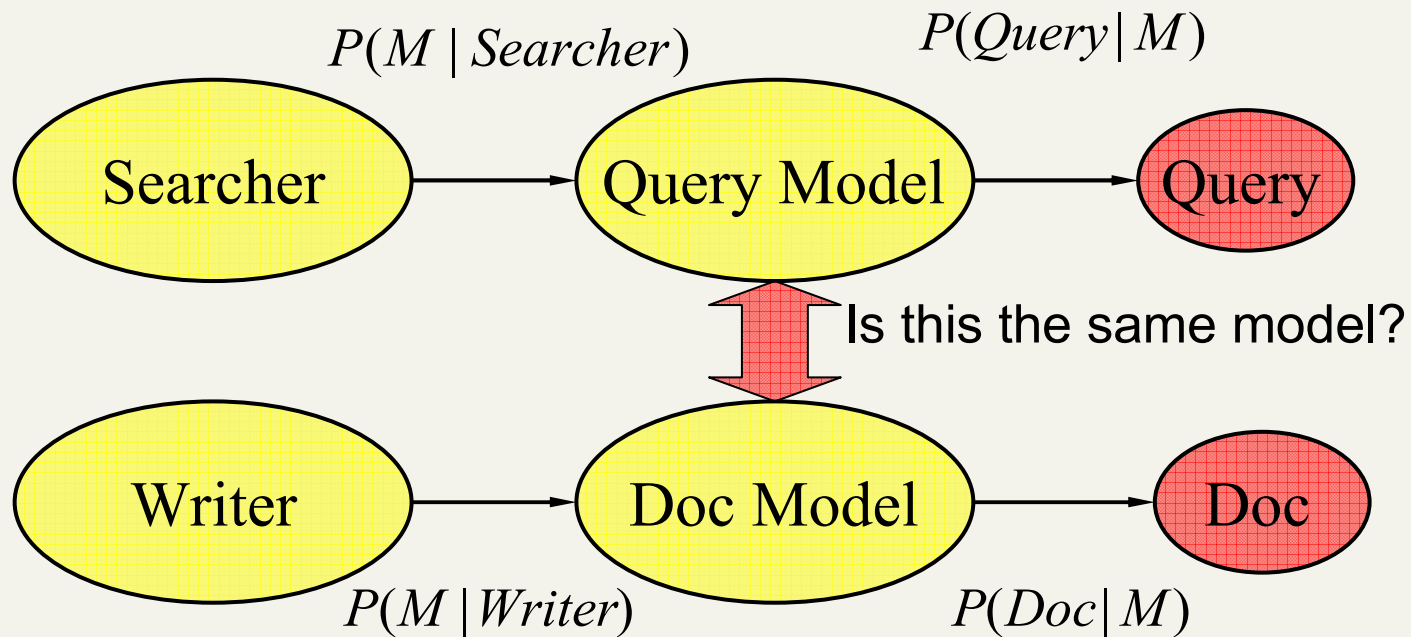 P(M | Searcher)
P(Query | M)
Searcher
Query Model
Query
Is this the same model?
Writer
Doc Model
Doc
P(M | Writer)
P(Doc | M)